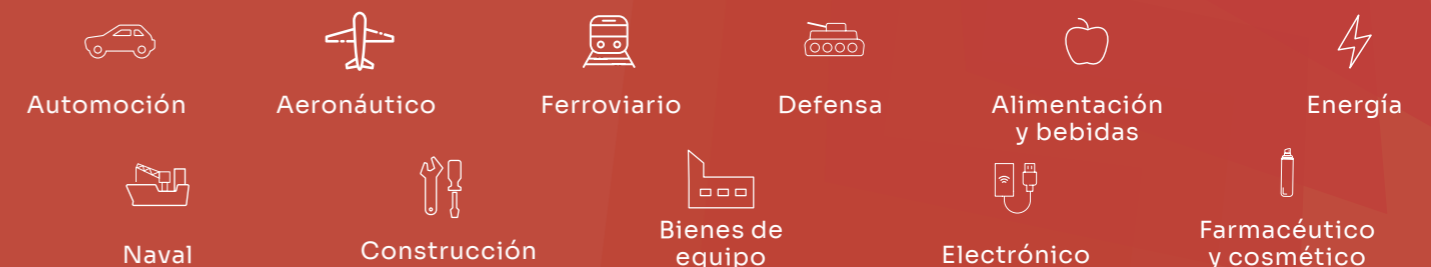 Automoción
Aeronáutico
Ferroviario
Defensa
Alimentación
y bebidas
Energía
Naval
Construcción
Bienes de
equipo
Electrónico
Farmacéutico
y cosmético